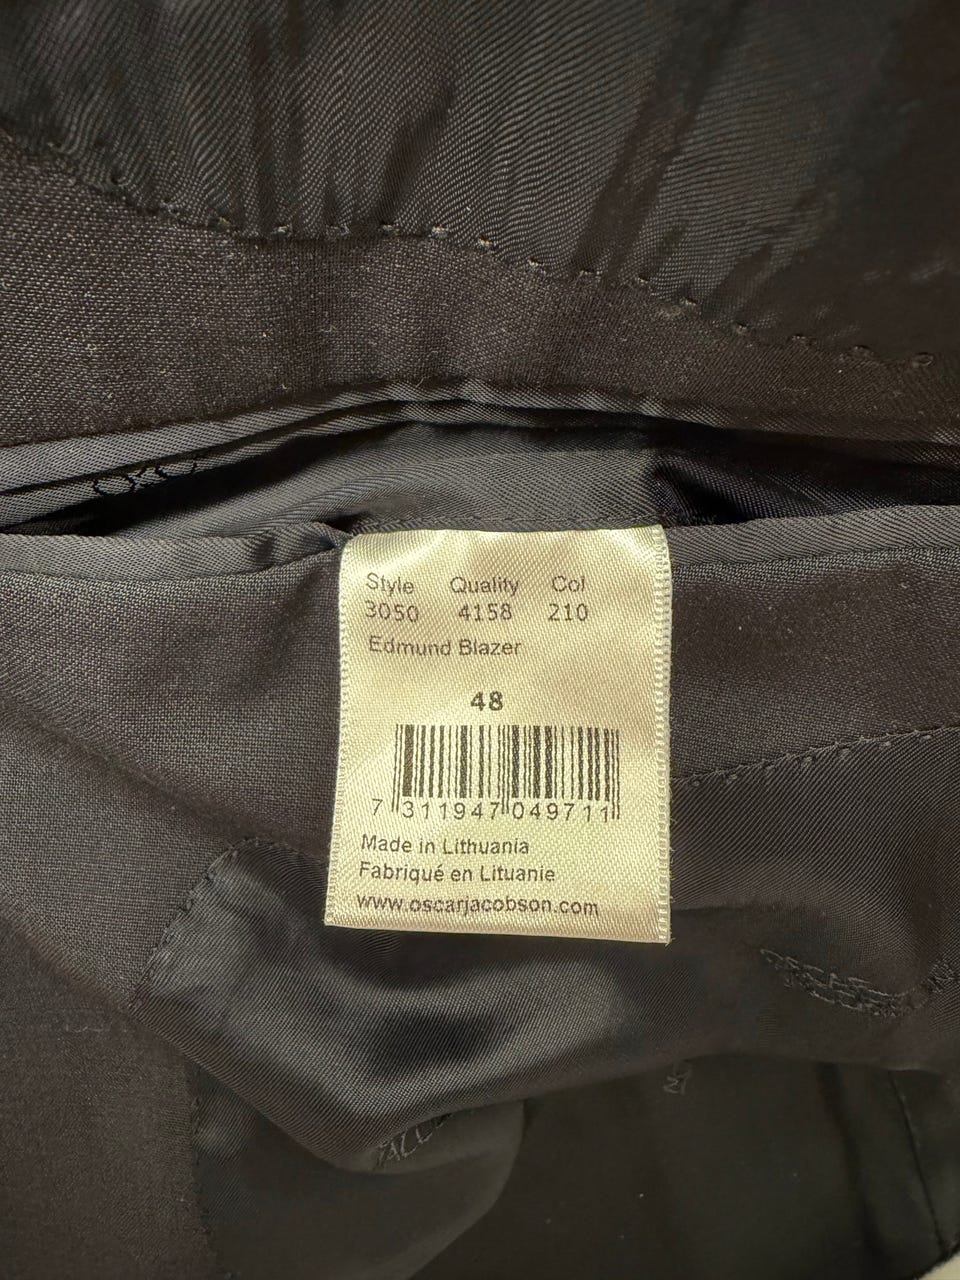 Style Quality Col
3050 4158 210
Edmund Blazer
48
7 311947 049711
Made in Lithuania
Fabriqué en Lituanie
www.oscarjacobson.com